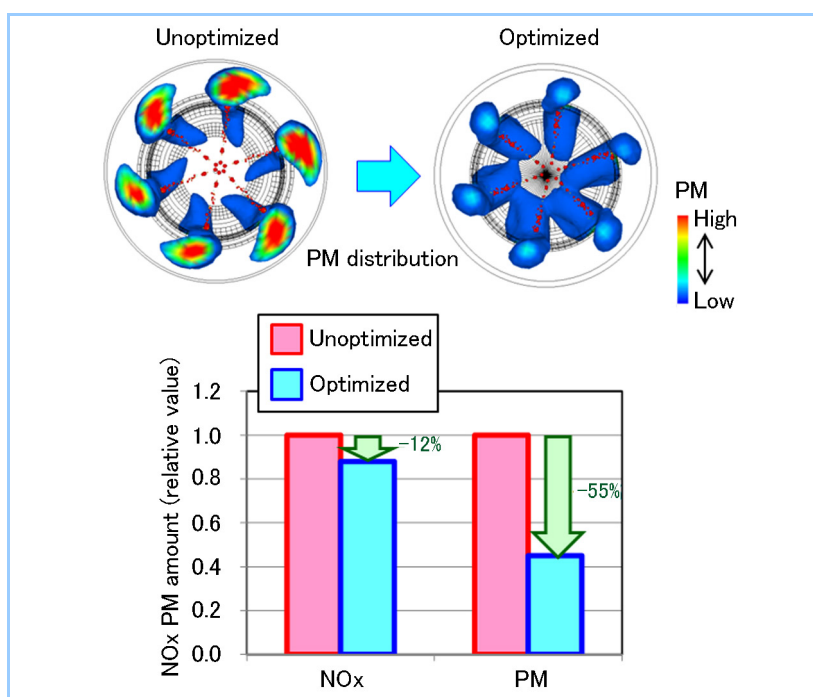 Unoptimized
Optimized
PM distribution
PM
High
Low
Unoptimized
Optimized
NOx PM amount (relative value)
1.2
1.0
0.8
0.6
0.4
0.2
0.0
-12%
-55%
NOx
PM